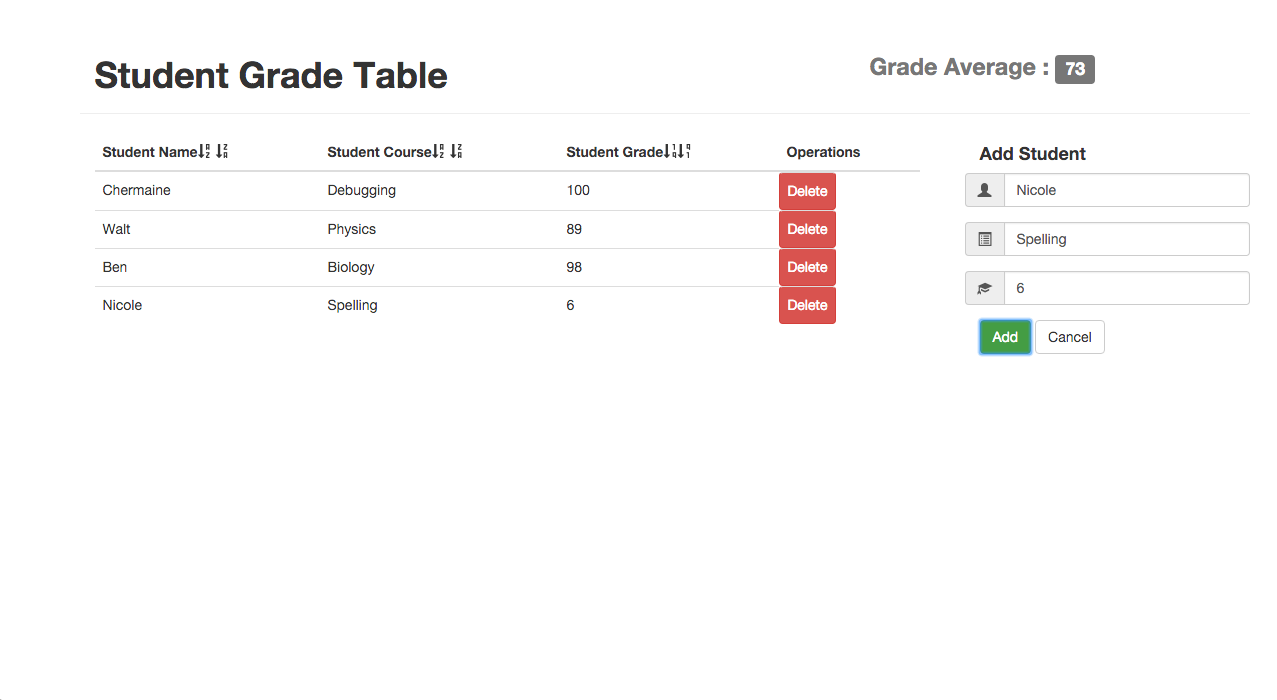 Student Grade Table
Grade Average : 73
Student Name Student Course Student Grade Operations
Chermaine Debugging 100 Delete
Walt Physics 89 Delete
Ben Biology 98 Delete
Nicole Spelling 6 Delete
Add Student
Nicole
Spelling
6
Add Cancel